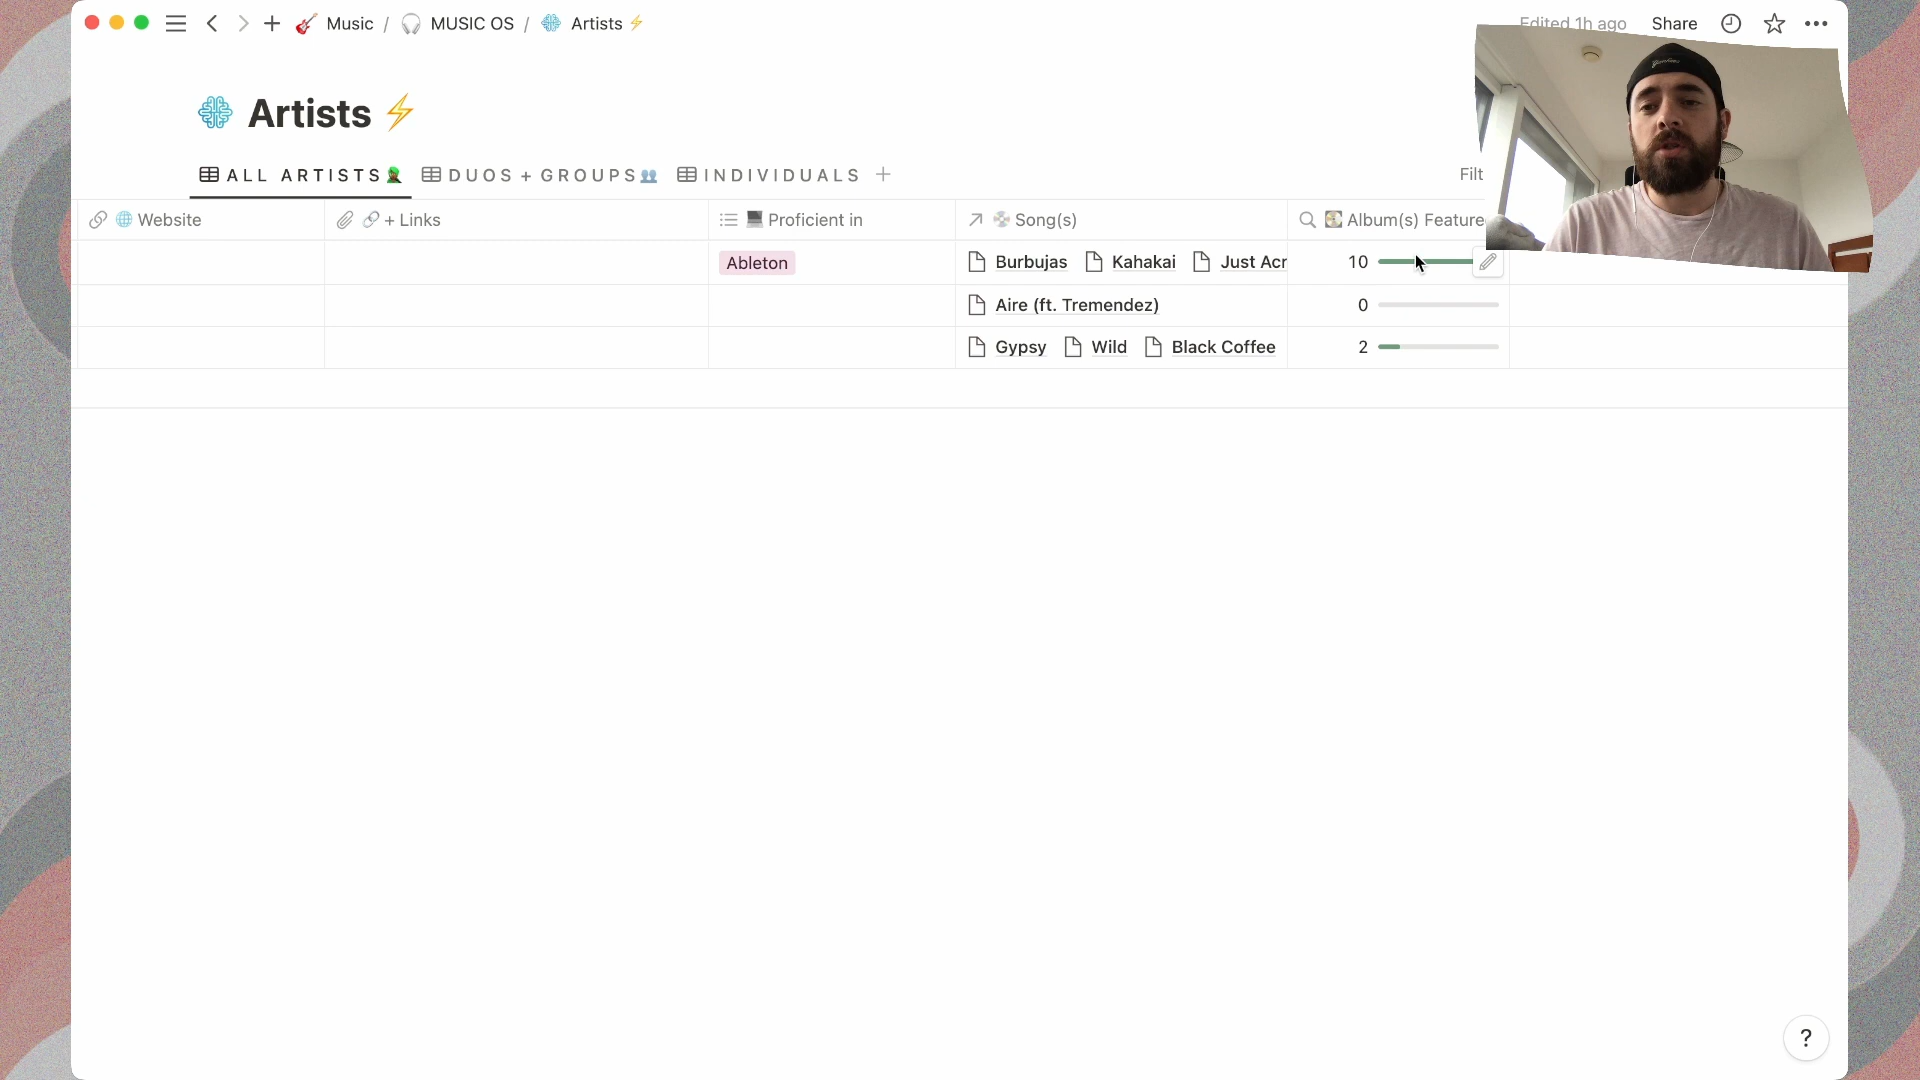 Music / MUSIC OS / Artists
Edited 1h ago Share
Artists
ALL ARTISTS DUOS + GROUPS INDIVIDUALS
Filt
Website + Links Proficient in Song(s) Album(s) Feature
Ableton Burbujas Kahakai Just Acr 10
Aire (ft. Tremendez) 0
Gypsy Wild Black Coffee 2
?